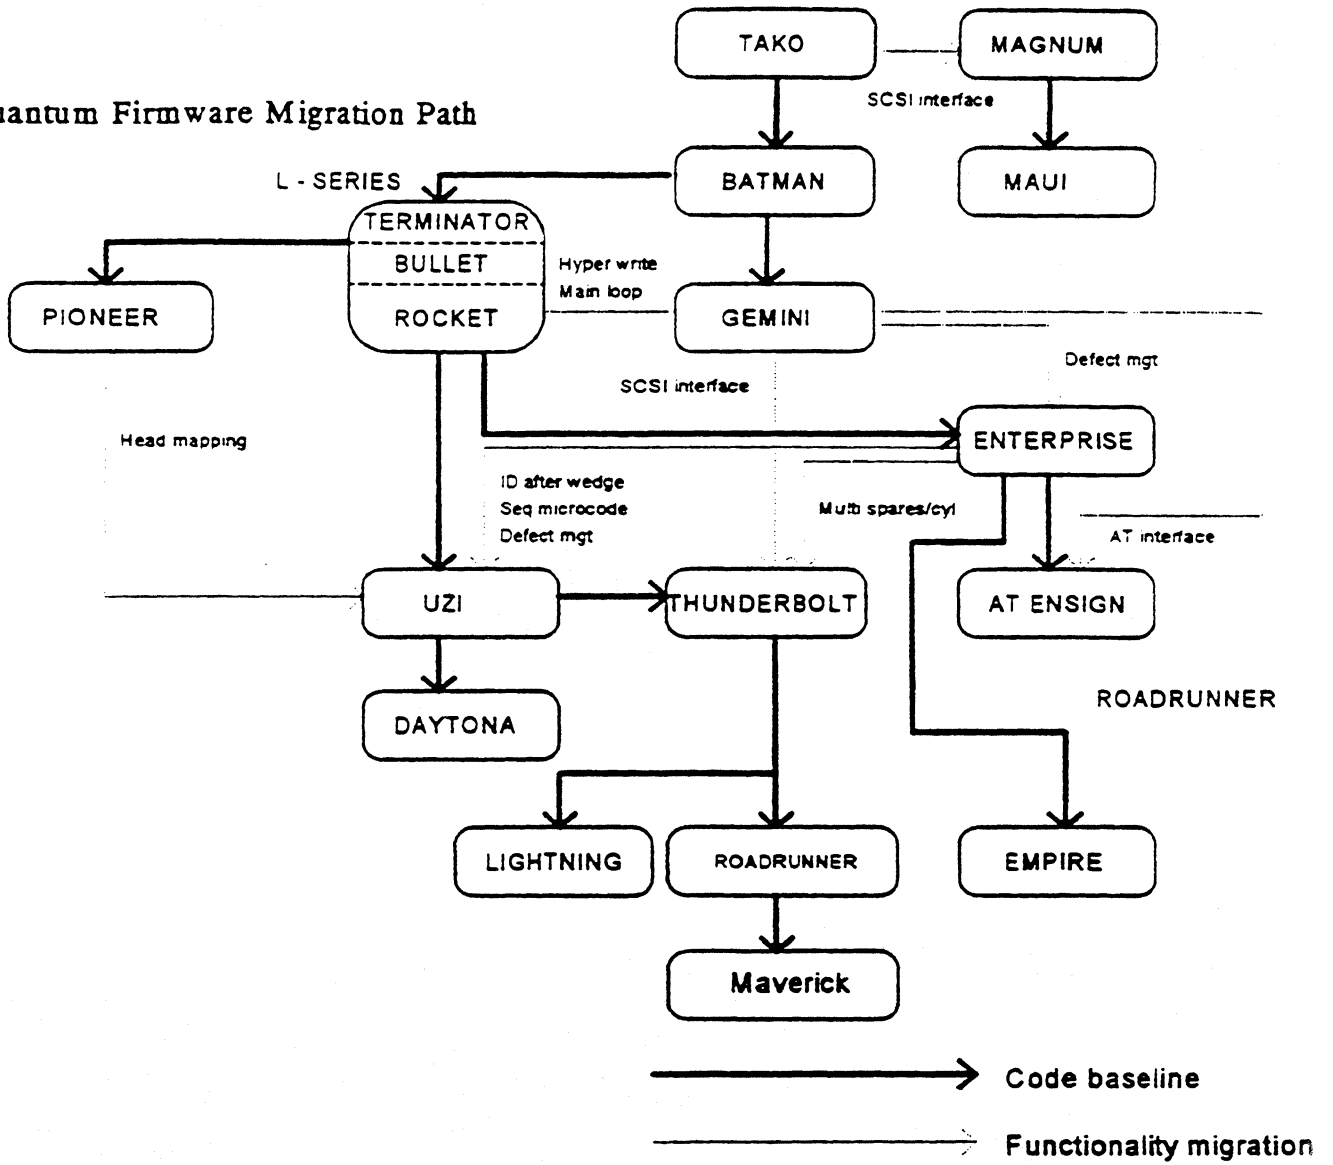 TAKO
MAGNUM
uantum Firmware Migration Path
SCSI interface
L - SERIES
BATMAN
MAUI
TERMINATOR
BULLET
ROCKET
Hyper write
Main loop
PIONEER
GEMINI
Defect mgt
SCSI interface
Head mapping
ENTERPRISE
ID after wedge
Seq microcode
Defect mgt
Multi spares/cyl
AT interface
UZI
THUNDERBOLT
AT ENSIGN
DAYTONA
ROADRUNNER
LIGHTNING
ROADRUNNER
EMPIRE
Maverick
Code baseline
Functionality migration